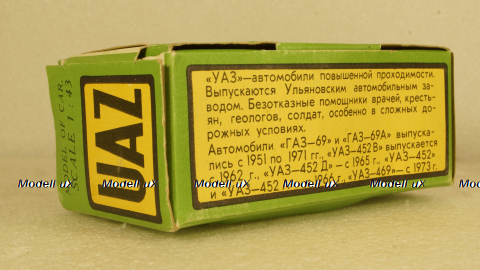 MODEL OF CAR
SCALE 1:43
UAZ
«УАЗ»—автомобили повышенной проходимости.
Выпускаются Ульяновским автомобильным за-
водом. Безотказные помощники врачей, кресть-
ян, геологов, солдат, особенно в сложных до-
рожных условиях.
Автомобили «ГАЗ—69» и «ГАЗ—69А» выпуска-
лись с 1951 по 1971 гг., «УАЗ—452В» выпускается
с 1962 г., «УАЗ—452 Д» — с 1965 г., «УАЗ—452»
и «УАЗ—452 1966 г., «УАЗ—469»— с 1973 г.
Modell uX Modell uX Modell uX Modell uX Modell uX Model